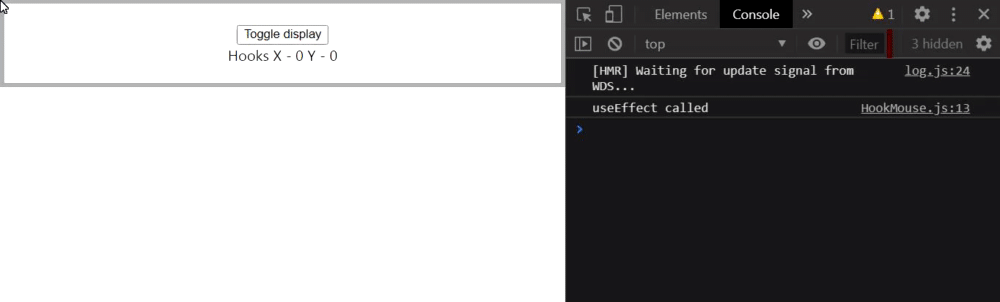 Toggle display
Hooks X - 0 Y - 0
Elements Console » 1
top Filter 3 hidden
[HMR] Waiting for update signal from log.js:24
WDS...
useEffect called HookMouse.js:13